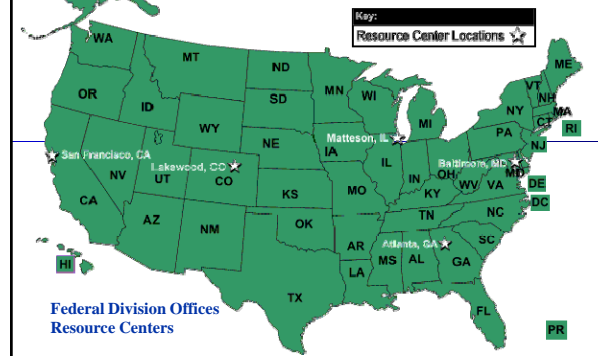 Key:
Resource Center Locations
WA
MT
ND
MN
ME
VT
NH
OR
ID
SD
WI
MI
NY
MA
CT
RI
WY
NE
IA
Matteson, IL
PA
NJ
San Francisco, CA
Lakewood, CO
Baltimore, MD
NV
UT
CO
IL
IN
OH
WV
VA
MD
DE
CA
KS
MO
KY
DC
AZ
NM
OK
AR
TN
NC
SC
Atlanta, GA
MS
AL
GA
HI
TX
LA
FL
PR
Federal Division Offices
Resource Centers